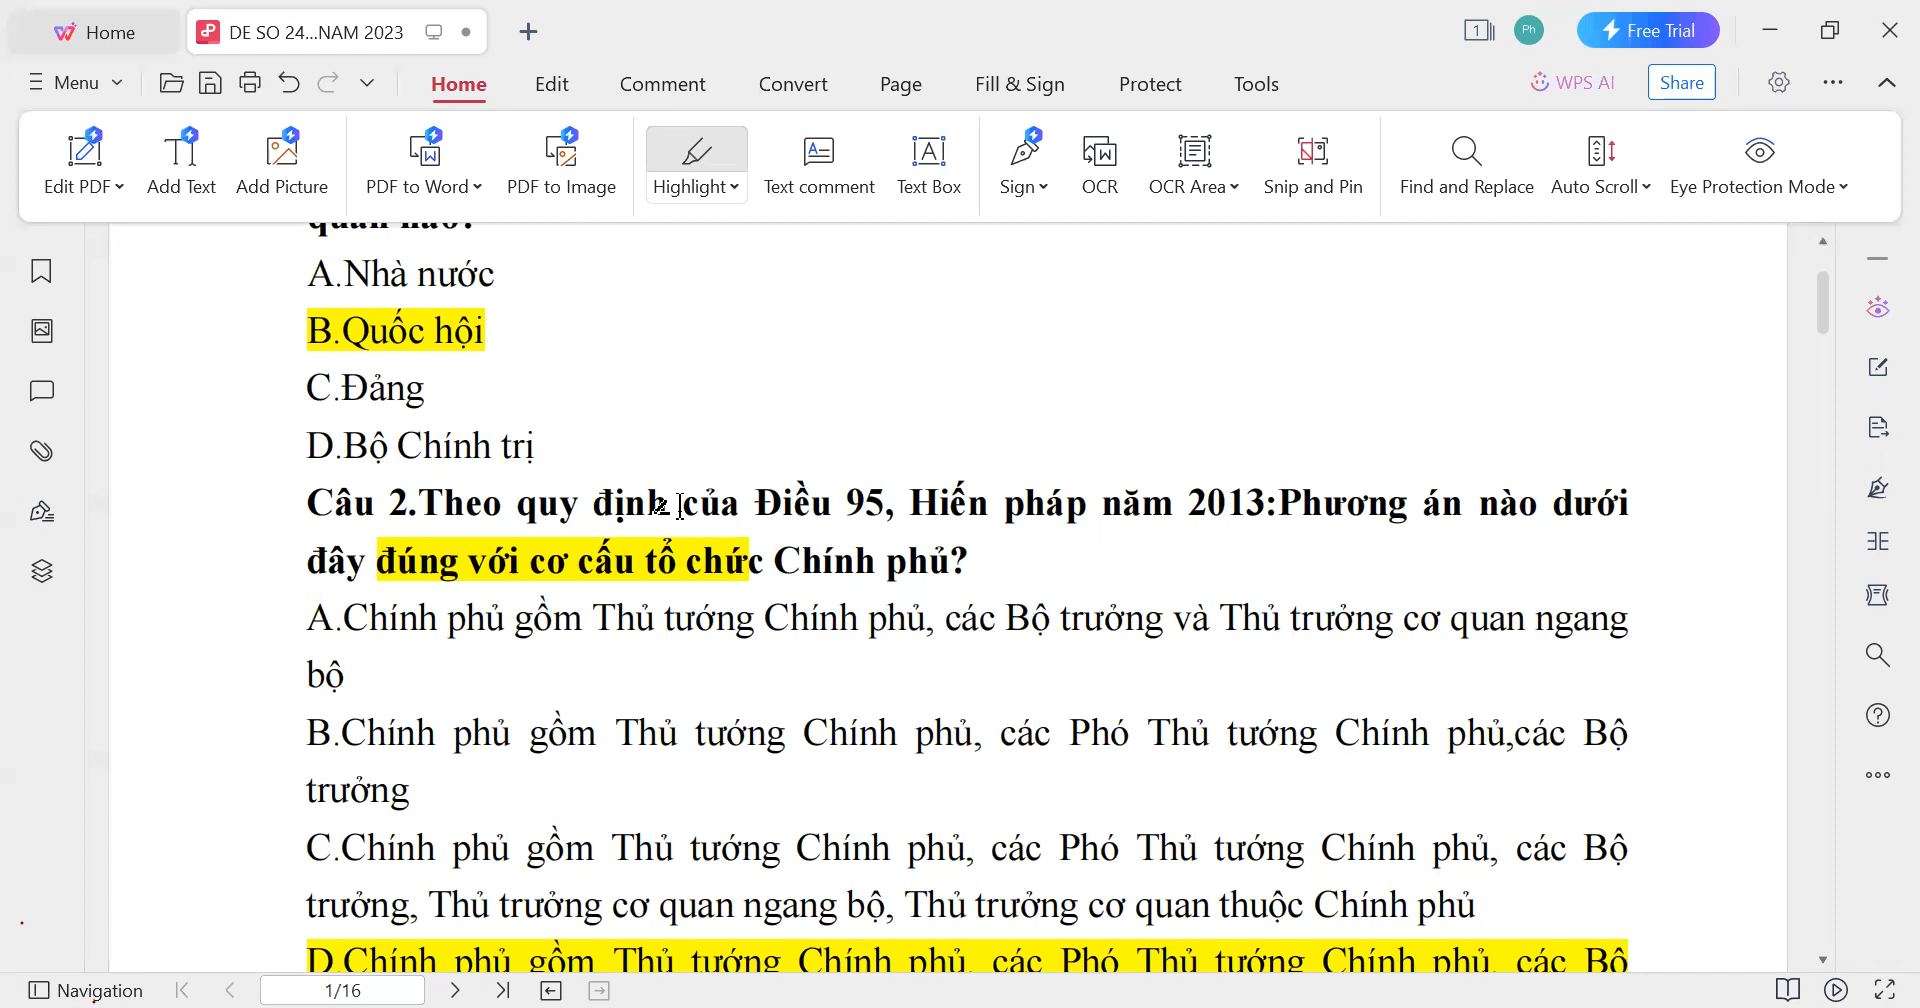 Home
DE SO 24...NAM 2023
1
Ph
Free Trial
Menu
Home
Edit
Comment
Convert
Page
Fill & Sign
Protect
Tools
WPS AI
Share
Edit PDF
Add Text
Add Picture
PDF to Word
PDF to Image
Highlight
Text comment
Text Box
Sign
OCR
OCR Area
Snip and Pin
Find and Replace
Auto Scroll
Eye Protection Mode
quan nào?
A.Nhà nước
B.Quốc hội
C.Đảng
D.Bộ Chính trị
Câu 2.Theo quy định của Điều 95, Hiến pháp năm 2013:Phương án nào dưới
đây đúng với cơ cấu tổ chức Chính phủ?
A.Chính phủ gồm Thủ tướng Chính phủ, các Bộ trưởng và Thủ trưởng cơ quan ngang
bộ
B.Chính phủ gồm Thủ tướng Chính phủ, các Phó Thủ tướng Chính phủ,các Bộ
trưởng
C.Chính phủ gồm Thủ tướng Chính phủ, các Phó Thủ tướng Chính phủ, các Bộ
trưởng, Thủ trưởng cơ quan ngang bộ, Thủ trưởng cơ quan thuộc Chính phủ
D.Chính phủ gồm Thủ tướng Chính phủ, các Phó Thủ tướng Chính phủ, các Bộ
Navigation
1/16